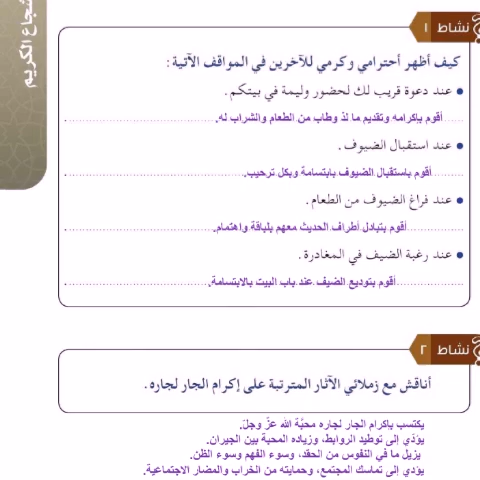 شجاع الكريم
نشاط ١
كيف أظهر أحترامي وكرمي للآخرين في المواقف الآتية :
● عند دعوة قريب لك لحضور وليمة في بيتكم .
أقوم بإكرامه وتقديم ما لذ وطاب من الطعام والشراب له.
● عند استقبال الضيوف .
أقوم باستقبال الضيوف بابتسامة وبكل ترحيب.
● عند فراغ الضيوف من الطعام .
أقوم بتبادل أطراف الحديث معهم بلباقة واهتمام.
● عند رغبة الضيف في المغادرة .
أقوم بتوديع الضيف عند باب البيت بالابتسامة.
نشاط ٢
أناقش مع زملائي الآثار المترتبة على إكرام الجار لجاره .
يكتسب بإكرام الجار لجاره محبَّة الله عزّ وجلّ.
يؤدي إلى توطيد الروابط، وزياده المحبة بين الجيران.
يزيل ما في النفوس من الحقد، وسوء الفهم وسوء الظن.
يؤدي إلى تماسك المجتمع، وحمايته من الخراب والمضار الاجتماعية.